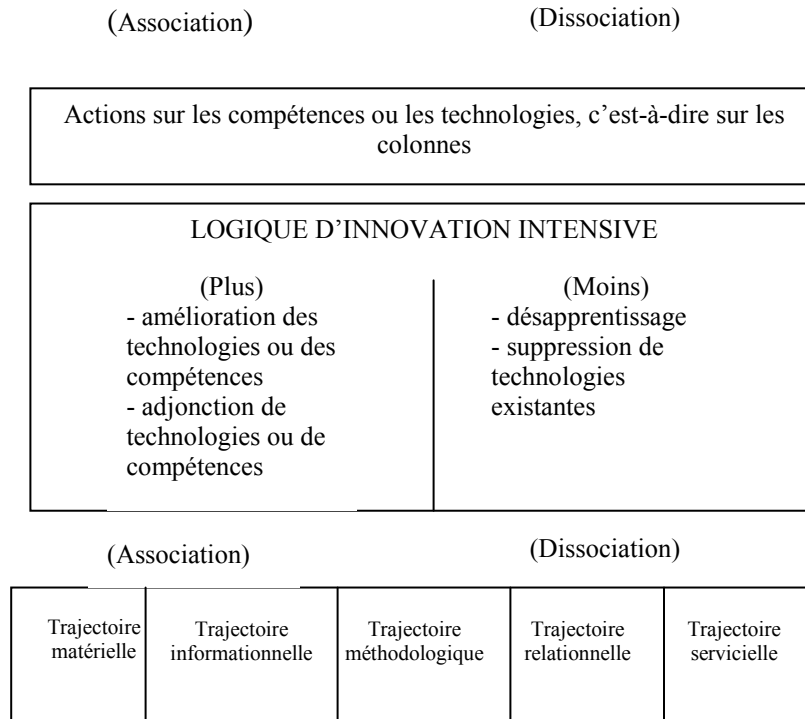 (Association) (Dissociation)
Actions sur les compétences ou les technologies, c’est-à-dire sur les
colonnes
LOGIQUE D’INNOVATION INTENSIVE
(Plus)
- amélioration des
technologies ou des
compétences
- adjonction de
technologies ou de
compétences
(Moins)
- désapprentissage
- suppression de
technologies
existantes
(Association) (Dissociation)
Trajectoire
matérielle
Trajectoire
informationnelle
Trajectoire
méthodologique
Trajectoire
relationnelle
Trajectoire
servicielle